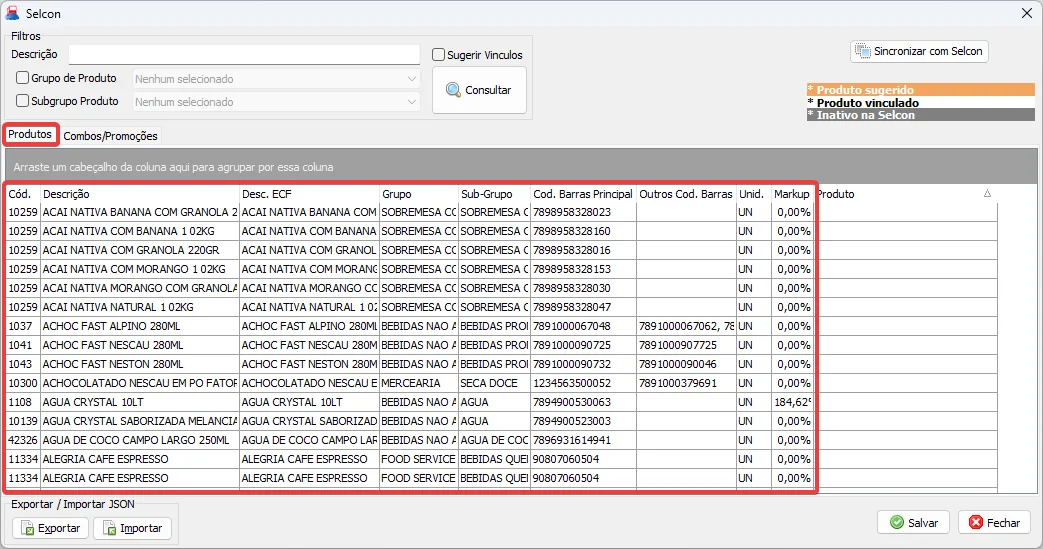 Selcon
Filtros
Descrição
Sugerir Vinculos
Sincronizar com Selcon
Grupo de Produto Nenhum selecionado
Consultar
Subgrupo Produto Nenhum selecionado
* Produto sugerido
* Produto vinculado
* Inativo na Selcon
Produtos Combos/Promoções
Arraste um cabeçalho da coluna aqui para agrupar por essa coluna
Cód. Descrição Desc. ECF Grupo Sub-Grupo Cod. Barras Principal Outros Cod. Barras Unid. Markup Produto
10259 ACAI NATIVA BANANA COM GRANOLA 2 ACAI NATIVA BANANA COM SOBREMESA CO SOBREMESA C 7898958328023 UN 0,00%
10259 ACAI NATIVA COM BANANA 1 02KG ACAI NATIVA COM BANANA SOBREMESA CO SOBREMESA C 7898958328160 UN 0,00%
10259 ACAI NATIVA COM GRANOLA 220GR ACAI NATIVA COM GRANOL SOBREMESA CO SOBREMESA C 7898958328016 UN 0,00%
10259 ACAI NATIVA COM MORANGO 1 02KG ACAI NATIVA COM MORANG SOBREMESA CO SOBREMESA C 7898958328153 UN 0,00%
10259 ACAI NATIVA MORANGO COM GRANOLA ACAI NATIVA MORANGO CO SOBREMESA CO SOBREMESA C 7898958328030 UN 0,00%
10259 ACAI NATIVA NATURAL 1 02KG ACAI NATIVA NATURAL 1 02 SOBREMESA CO SOBREMESA C 7898958328047 UN 0,00%
1037 ACHOC FAST ALPINO 280ML ACHOC FAST ALPINO 280ML BEBIDAS NAO A BEBIDAS PRO 7891000067048 7891000067062, 78 UN 0,00%
1041 ACHOC FAST NESCAU 280ML ACHOC FAST NESCAU 280M BEBIDAS NAO A BEBIDAS PRO 7891000090725 7891000907725 UN 0,00%
1043 ACHOC FAST NESTON 280ML ACHOC FAST NESTON 280M BEBIDAS NAO A BEBIDAS PRO 7891000090732 7891000090046 UN 0,00%
10300 ACHOCOLATADO NESCAU EM PO FATOR ACHOCOLATADO NESCAU E MERCEARIA SECA DOCE 1234563500052 7891000379691 UN 0,00%
1108 AGUA CRYSTAL 10LT AGUA CRYSTAL 10LT BEBIDAS NAO A AGUA 7894900530063 UN 184,62%
10139 AGUA CRYSTAL SABORIZADA MELANCIA AGUA CRYSTAL SABORIZAD BEBIDAS NAO A AGUA 7894900523003 UN 0,00%
42326 AGUA DE COCO CAMPO LARGO 250ML AGUA DE COCO CAMPO LAR BEBIDAS NAO A AGUA DE COC 7896931614941 UN 0,00%
11334 ALEGRIA CAFE ESPRESSO ALEGRIA CAFE ESPRESSO FOOD SERVICE BEBIDAS QUE 90807060504 UN 0,00%
11334 ALEGRIA CAFE ESPRESSO ALEGRIA CAFE ESPRESSO FOOD SERVICE BEBIDAS QUE 90807060504 UN 0,00%
Exportar / Importar JSON
Exportar Importar Salvar Fechar